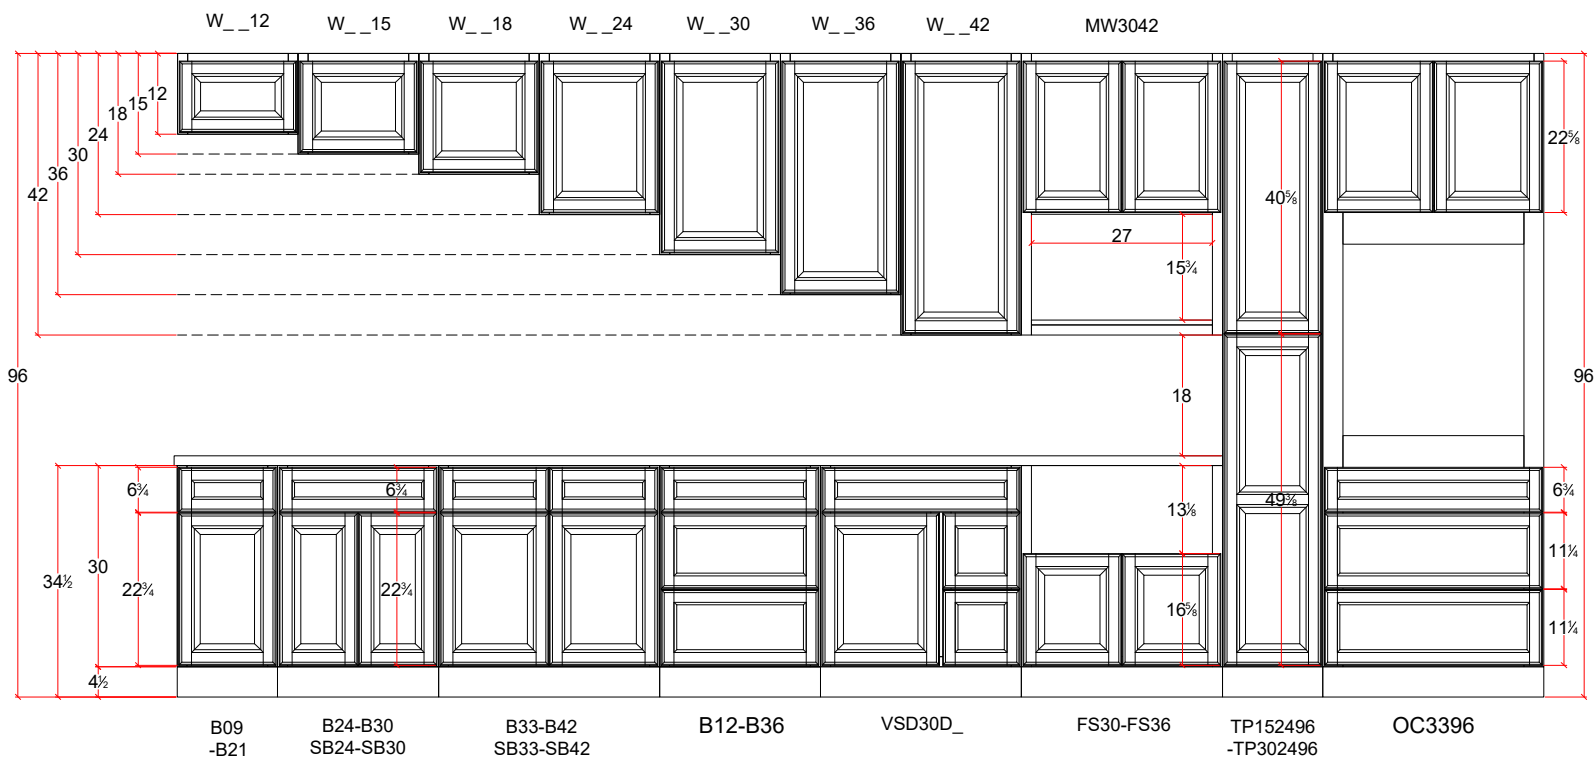 W_ _12 W_ _15 W_ _18 W_ _24 W_ _30 W_ _36 W_ _42 MW3042
12
15
18
24
30
36
42
96
22⅝
40⅝
27
15¾
96
18
6¾
6¾
49⅜
6¾
13⅛
11¼
30
34½
22¾
22¾
16⅝
11¼
4½
B09
-B21
B24-B30
SB24-SB30
B33-B42
SB33-SB42
B12-B36
VSD30D_
FS30-FS36
TP152496
-TP302496
OC3396